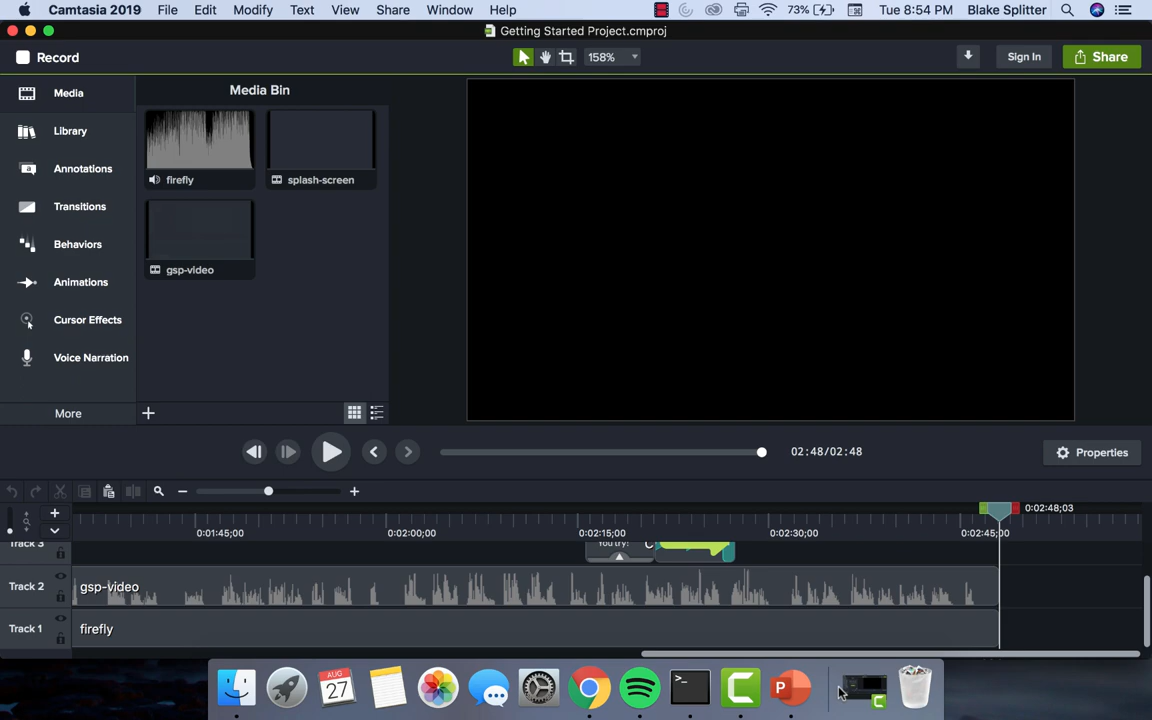 Camtasia 2019 File Edit Modify Text View Share Window Help 73% Tue 8:54 PM Blake Splitter
Getting Started Project.cmproj
Record 158% Sign In Share
Media
Library
Annotations
Transitions
Behaviors
Animations
Cursor Effects
Voice Narration
More
Media Bin
firefly splash-screen
gsp-video
02:48/02:48 Properties
0:02:48;03
0:01:45;00 0:02:00;00 0:02:15;00 0:02:30;00 0:02:45;00
Track 3 You try! C
Track 2 gsp-video
Track 1 firefly
AUG
27